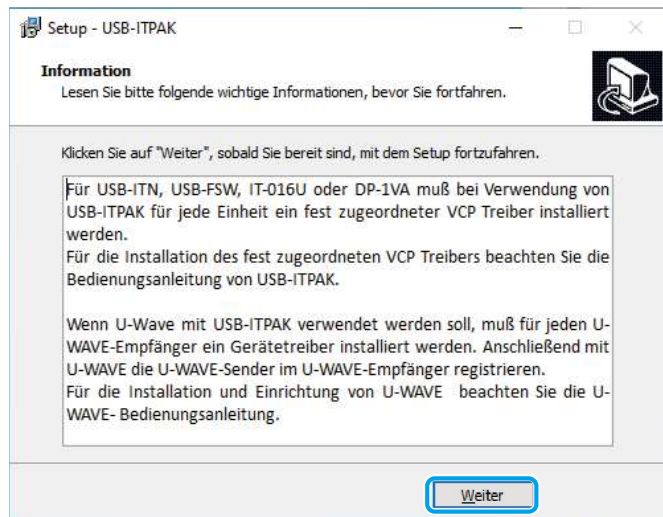 Setup - USB-ITPAK
Information
Lesen Sie bitte folgende wichtige Informationen, bevor Sie fortfahren.
Klicken Sie auf "Weiter", sobald Sie bereit sind, mit dem Setup fortzufahren.
Für USB-ITN, USB-FSW, IT-016U oder DP-1VA muß bei Verwendung von
USB-ITPAK für jede Einheit ein fest zugeordneter VCP Treiber installiert
werden.
Für die Installation des fest zugeordneten VCP Treibers beachten Sie die
Bedienungsanleitung von USB-ITPAK.
Wenn U-Wave mit USB-ITPAK verwendet werden soll, muß für jeden U-
WAVE-Empfänger ein Gerätetreiber installiert werden. Anschließend mit
U-WAVE die U-WAVE-Sender im U-WAVE-Empfänger registrieren.
Für die Installation und Einrichtung von U-WAVE beachten Sie die U-
WAVE- Bedienungsanleitung.
Weiter